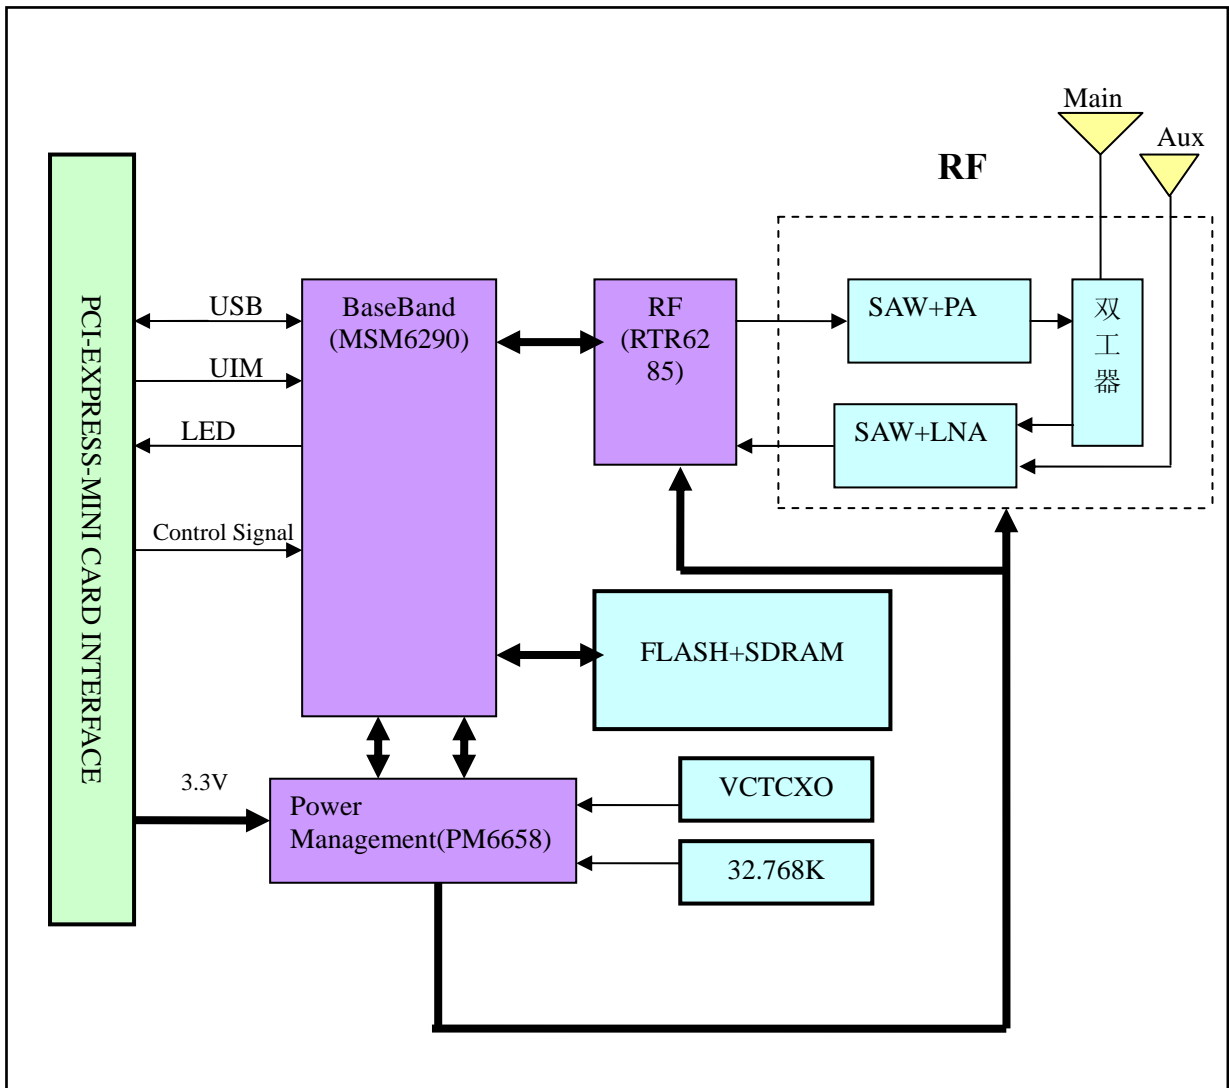 Main
Aux
RF
PCI-EXPRESS-MINI CARD INTERFACE
USB
UIM
LED
Control Signal
3.3V
BaseBand
(MSM6290)
RF
(RTR62
85)
SAW+PA
SAW+LNA
双
工
器
FLASH+SDRAM
Power
Management(PM6658)
VCTCXO
32.768K